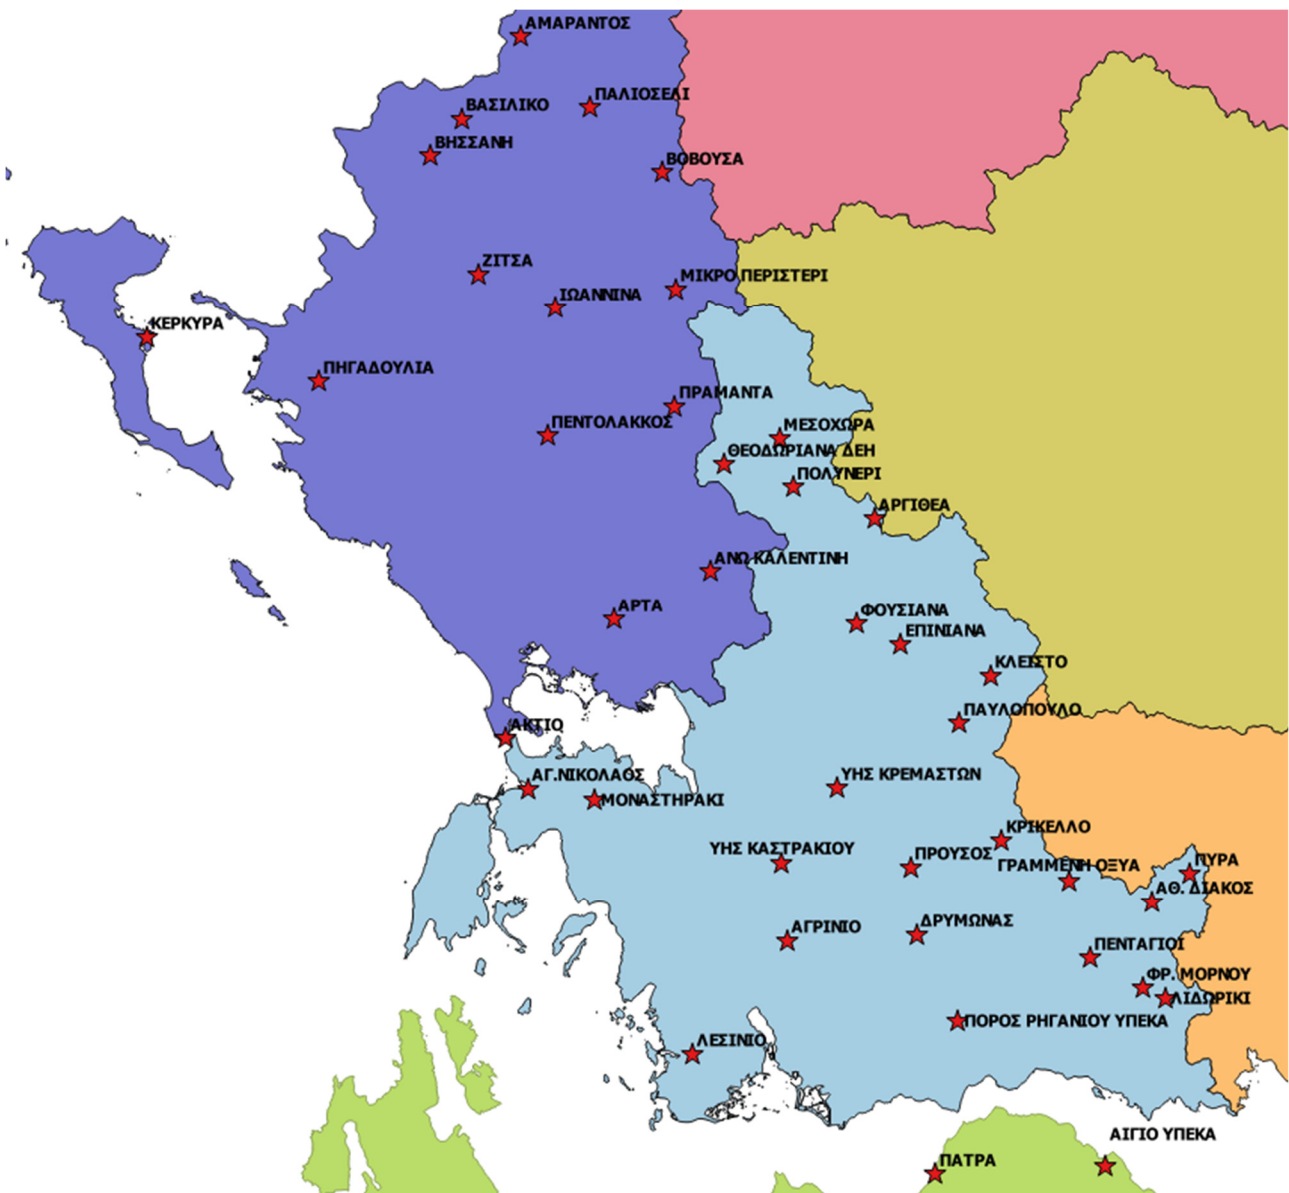 ΑΜΑΡΑΝΤΟΣ
ΠΑΛΙΟΣΕΛΙ
ΒΑΣΙΛΙΚΟ
ΒΗΣΣΑΝΗ
ΒΟΒΟΥΣΑ
ΖΙΤΣΑ
ΜΙΚΡΟ ΠΕΡΙΣΤΕΡΙ
ΙΩΑΝΝΙΝΑ
ΚΕΡΚΥΡΑ
ΠΗΓΑΔΟΥΛΙΑ
ΠΡΑΜΑΝΤΑ
ΠΕΝΤΟΛΑΚΚΟΣ
ΜΕΣΟΧΩΡΑ
ΘΕΟΔΩΡΙΑΝΑ ΔΕΗ
ΠΟΛΥΝΕΡΙ
ΑΡΓΙΘΕΑ
ΑΝΩ ΚΑΛΕΝΤΙΝΗ
ΑΡΤΑ
ΦΟΥΣΙΑΝΑ
ΕΠΙΝΙΑΝΑ
ΚΛΕΙΣΤΟ
ΠΑΥΛΟΠΟΥΛΟ
ΑΚΤΙΟ
ΑΓ.ΝΙΚΟΛΑΟΣ
ΥΗΣ ΚΡΕΜΑΣΤΩΝ
ΜΟΝΑΣΤΗΡΑΚΙ
ΚΡΙΚΕΛΛΟ
ΥΗΣ ΚΑΣΤΡΑΚΙΟΥ
ΠΡΟΥΣΟΣ
ΓΡΑΜΜΕΝΗ ΟΞΥΑ
ΠΥΡΑ
ΑΘ. ΔΙΑΚΟΣ
ΑΓΡΙΝΙΟ
ΔΡΥΜΩΝΑΣ
ΠΕΝΤΑΓΙΟΙ
ΦΡ. ΜΟΡΝΟΥ
ΛΙΔΩΡΙΚΙ
ΠΟΡΟΣ ΡΗΓΑΝΙΟΥ ΥΠΕΚΑ
ΛΕΣΙΝΙΟ
ΑΙΓΙΟ ΥΠΕΚΑ
ΠΑΤΡΑ